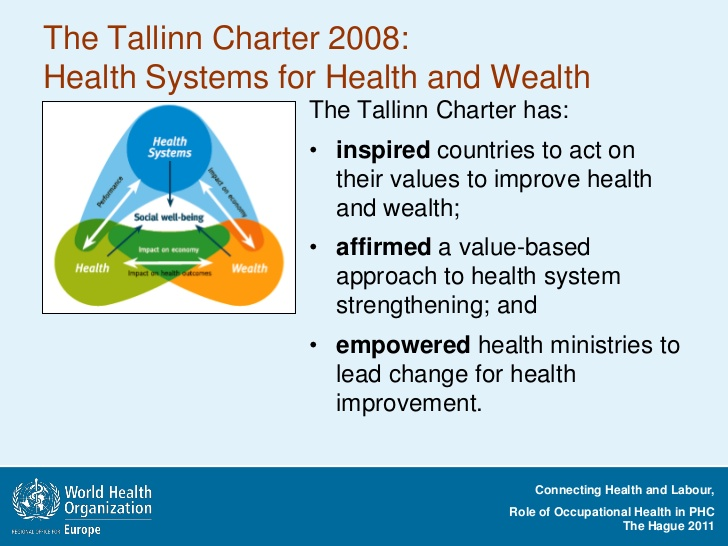 The Tallinn Charter 2008:
Health Systems for Health and Wealth
Health
Systems
Performance
Impact on economy
Social well-being
Impact on economy
Health
Wealth
Impact on health outcomes
The Tallinn Charter has:
• inspired countries to act on
their values to improve health
and wealth;
• affirmed a value-based
approach to health system
strengthening; and
• empowered health ministries to
lead change for health
improvement.
World Health
Organization
REGIONAL OFFICE FOR Europe
Connecting Health and Labour,
Role of Occupational Health in PHC
The Hague 2011